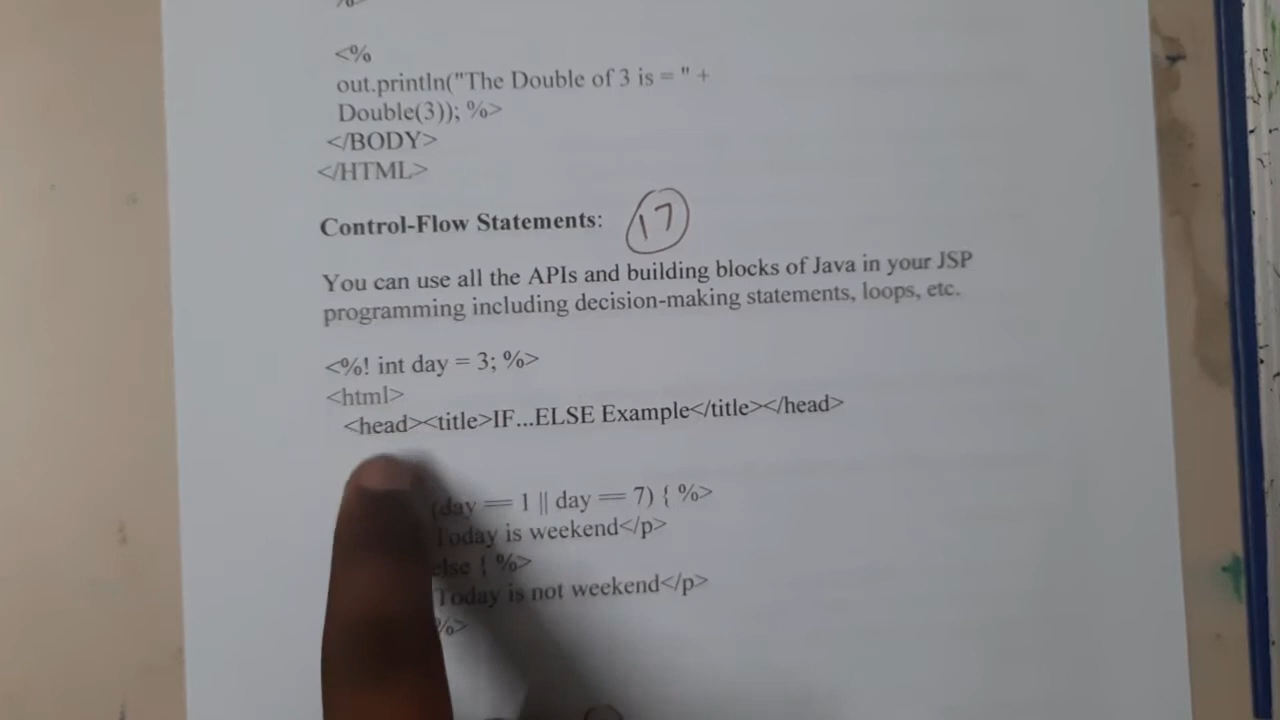 %>
<%
out.println("The Double of 3 is = " +
Double(3)); %>
</BODY>
</HTML>
Control-Flow Statements: 17
You can use all the APIs and building blocks of Java in your JSP
programming including decision-making statements, loops, etc.
<%! int day = 3; %>
<html>
<head><title>IF...ELSE Example</title></head>
(day == 1 || day == 7) { %>
Today is weekend</p>
else { %>
Today is not weekend</p>
%>